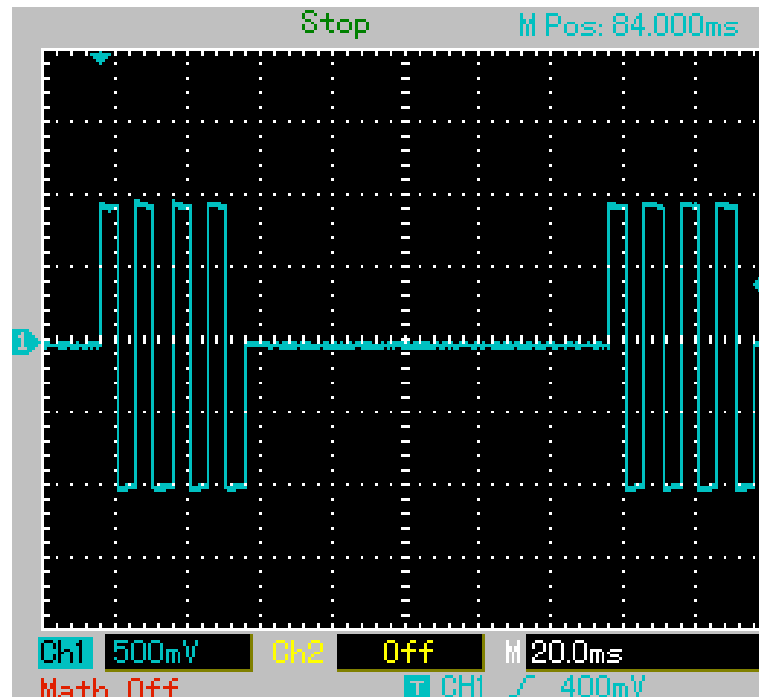 Stop M Pos: 84.000ms
1
Ch1 500mV Ch2 Off M 20.0ms
Math Off T CH1 400mV